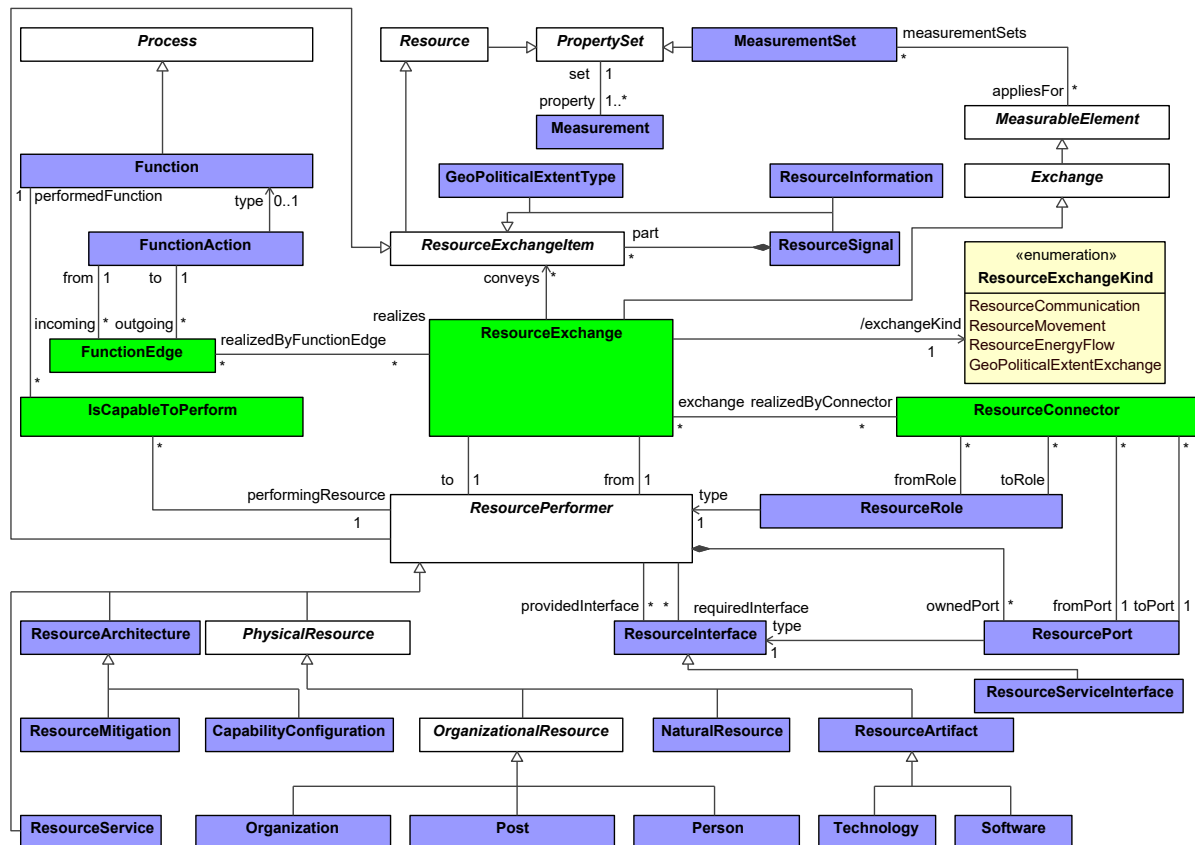 Process
Resource
PropertySet
MeasurementSet
measurementSets
*
set 1
property 1..*
appliesFor *
Measurement
MeasurableElement
Function
GeoPoliticalExtentType
ResourceInformation
Exchange
1 performedFunction
type 0..1
FunctionAction
ResourceExchangeItem
part
*
ResourceSignal
from 1 to 1
conveys *
«enumeration»
ResourceExchangeKind
ResourceCommunication
ResourceMovement
ResourceEnergyFlow
GeoPoliticalExtentExchange
incoming * outgoing *
realizes
ResourceExchange
/exchangeKind
1
FunctionEdge
realizedByFunctionEdge
* *
*
IsCapableToPerform
exchange realizedByConnector
* *
ResourceConnector
* * * * *
to 1 from 1
fromRole toRole
performingResource
1
ResourcePerformer
type
1
ResourceRole
providedInterface * * requiredInterface
ownedPort * fromPort 1 toPort 1
ResourceArchitecture
PhysicalResource
ResourceInterface
type
1
ResourcePort
ResourceServiceInterface
ResourceMitigation
CapabilityConfiguration
OrganizationalResource
NaturalResource
ResourceArtifact
ResourceService
Organization
Post
Person
Technology
Software